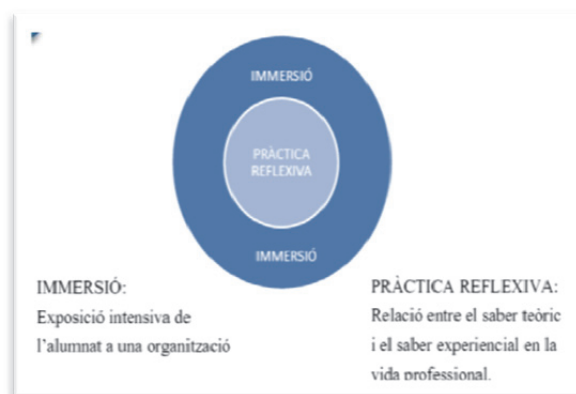 IMMERSIÓ
PRÀCTICA
REFLEXIVA
IMMERSIÓ
IMMERSIÓ:
Exposició intensiva de
l’alumnat a una organització
PRÀCTICA REFLEXIVA:
Relació entre el saber teòric
i el saber experiencial en la
vida professional.